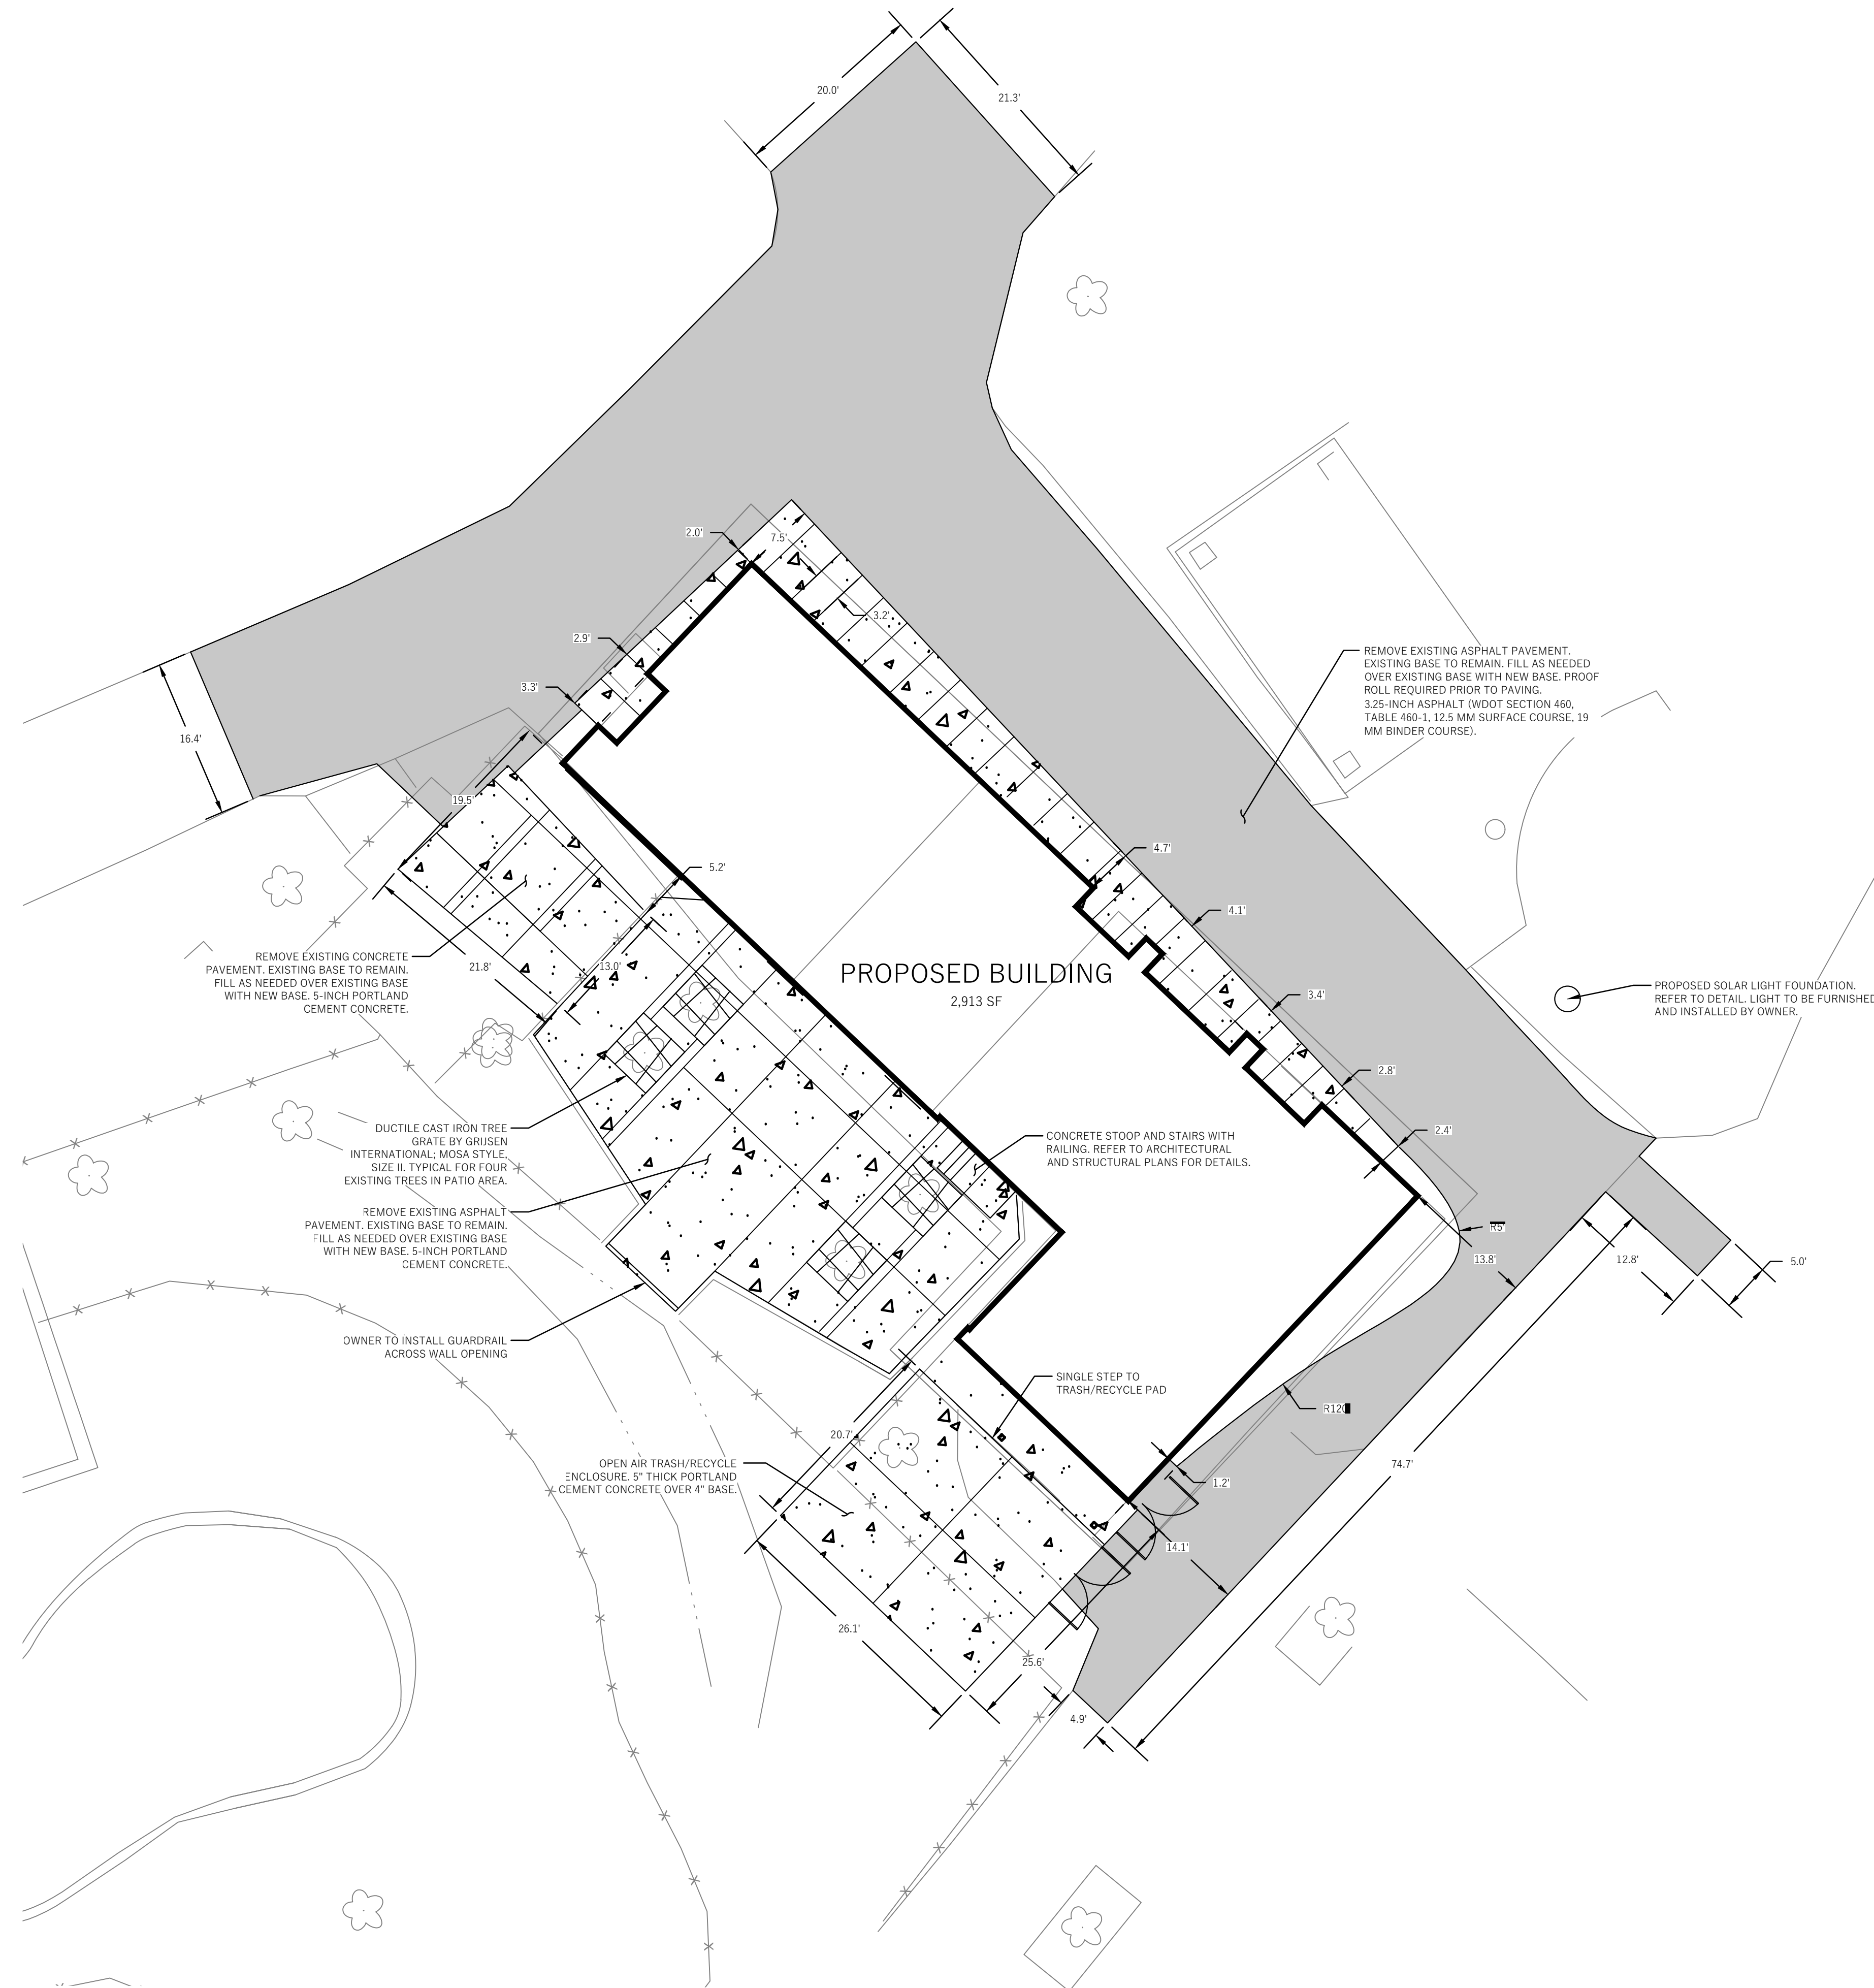 20.0'
21.3'
2.0'
7.5'
3.2'
2.9'
3.3'
16.4'
19.5'
REMOVE EXISTING ASPHALT PAVEMENT.
EXISTING BASE TO REMAIN. FILL AS NEEDED
OVER EXISTING BASE WITH NEW BASE. PROOF
ROLL REQUIRED PRIOR TO PAVING.
3.25-INCH ASPHALT (WDOT SECTION 460,
TABLE 460-1, 12.5 MM SURFACE COURSE, 19
MM BINDER COURSE).
4.7'
5.2'
4.1'
REMOVE EXISTING CONCRETE
PAVEMENT. EXISTING BASE TO REMAIN.
FILL AS NEEDED OVER EXISTING BASE
WITH NEW BASE. 5-INCH PORTLAND
CEMENT CONCRETE.
21.8'
13.0'
PROPOSED BUILDING
2,913 SF
3.4'
PROPOSED SOLAR LIGHT FOUNDATION.
REFER TO DETAIL. LIGHT TO BE FURNISHED
AND INSTALLED BY OWNER.
2.8'
DUCTILE CAST IRON TREE
GRATE BY GRIJSEN
INTERNATIONAL; MOSA STYLE,
SIZE II. TYPICAL FOR FOUR
EXISTING TREES IN PATIO AREA.
CONCRETE STOOP AND STAIRS WITH
RAILING. REFER TO ARCHITECTURAL
AND STRUCTURAL PLANS FOR DETAILS.
2.4'
REMOVE EXISTING ASPHALT
PAVEMENT. EXISTING BASE TO REMAIN.
FILL AS NEEDED OVER EXISTING BASE
WITH NEW BASE. 5-INCH PORTLAND
CEMENT CONCRETE.
R5'
13.8'
12.8'
5.0'
OWNER TO INSTALL GUARDRAIL
ACROSS WALL OPENING
SINGLE STEP TO
TRASH/RECYCLE PAD
R120
20.7'
74.7'
OPEN AIR TRASH/RECYCLE
ENCLOSURE. 5" THICK PORTLAND
CEMENT CONCRETE OVER 4" BASE.
1.2'
14.1'
26.1'
25.6'
4.9'